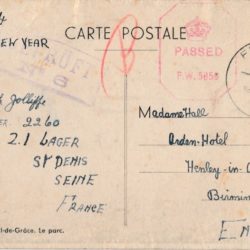 CARTE POSTALE
EW YEAR
PASSED
P.W. 5858
Jolliffe
2260
2.1 LAGER
ST DENIS
SEINE
FRANCE
Madame Hall
Arden-Hotel
Henley-in-
Birmin
E
l-de-Grâce. Le parc.